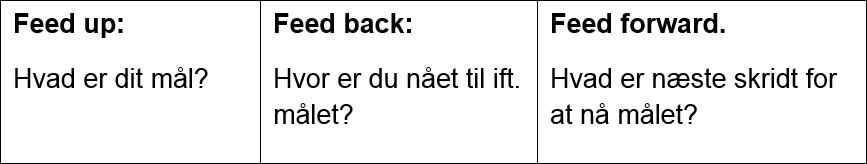 Feed up:
Hvad er dit mål?
Feed back:
Hvor er du nået til ift.
målet?
Feed forward.
Hvad er næste skridt for
at nå målet?